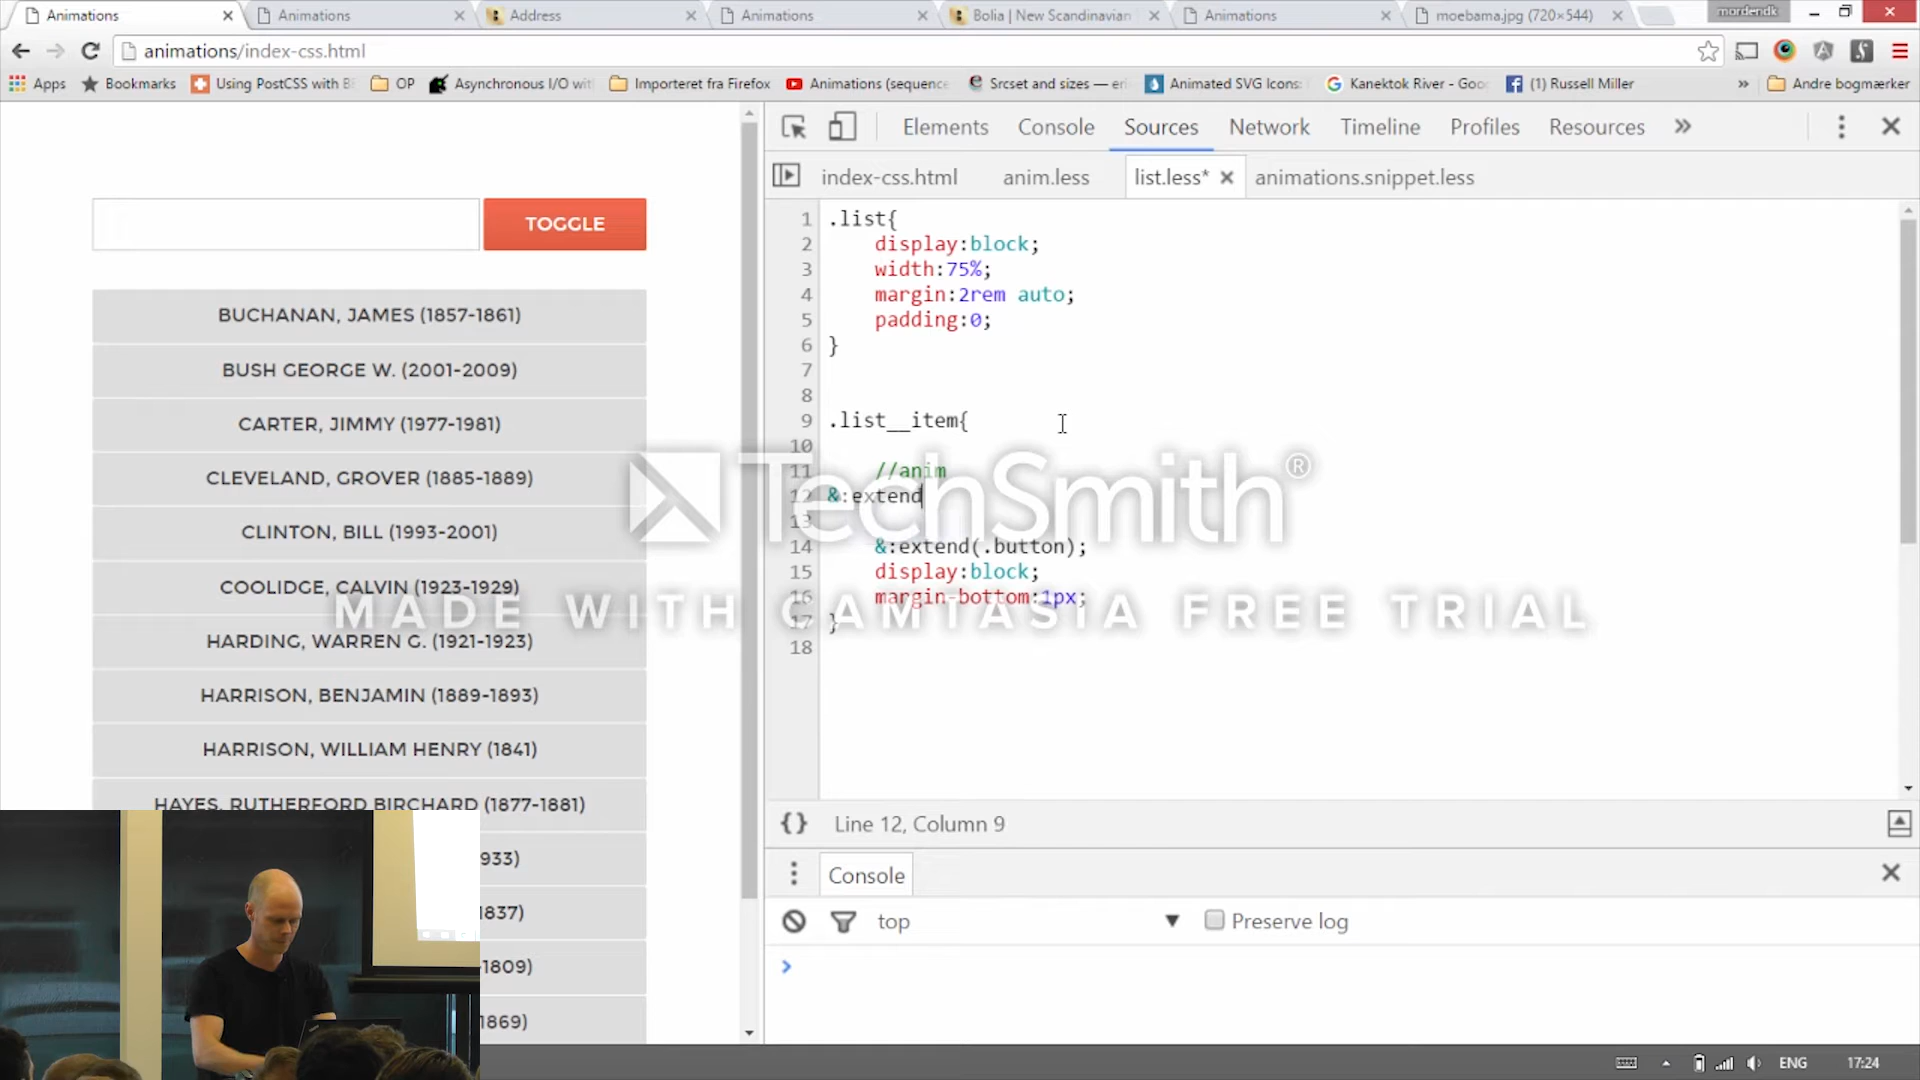 Animations
Animations
Address
Animations
Bolia | New Scandinavian
Animations
moebama.jpg (720×544)
mordendk
animations/index-css.html
Apps
Bookmarks
Using PostCSS with BE
OP
Asynchronous I/O wit
Importeret fra Firefox
Animations (sequence
Srcset and sizes — eri
Animated SVG Icons:
Kanektok River - Goo
(1) Russell Miller
»
Andre bogmærker
TOGGLE
BUCHANAN, JAMES (1857-1861)
BUSH GEORGE W. (2001-2009)
CARTER, JIMMY (1977-1981)
CLEVELAND, GROVER (1885-1889)
CLINTON, BILL (1993-2001)
COOLIDGE, CALVIN (1923-1929)
HARDING, WARREN G. (1921-1923)
HARRISON, BENJAMIN (1889-1893)
HARRISON, WILLIAM HENRY (1841)
HAYES, RUTHERFORD BIRCHARD (1877-1881)
933)
837)
-1809)
1869)
Elements Console Sources Network Timeline Profiles Resources »
index-css.html anim.less list.less* × animations.snippet.less
1 .list{
2 display:block;
3 width:75%;
4 margin:2rem auto;
5 padding:0;
6 }
7
8
9 .list__item{
10
11 //anim
12 &:extend
13
14 &:extend(.button);
15 display:block;
16 margin-bottom:1px;
17 }
18
TechSmith®
MADE WITH CAMTASIA FREE TRIAL
{} Line 12, Column 9
Console
top
Preserve log
>
ENG
17:24